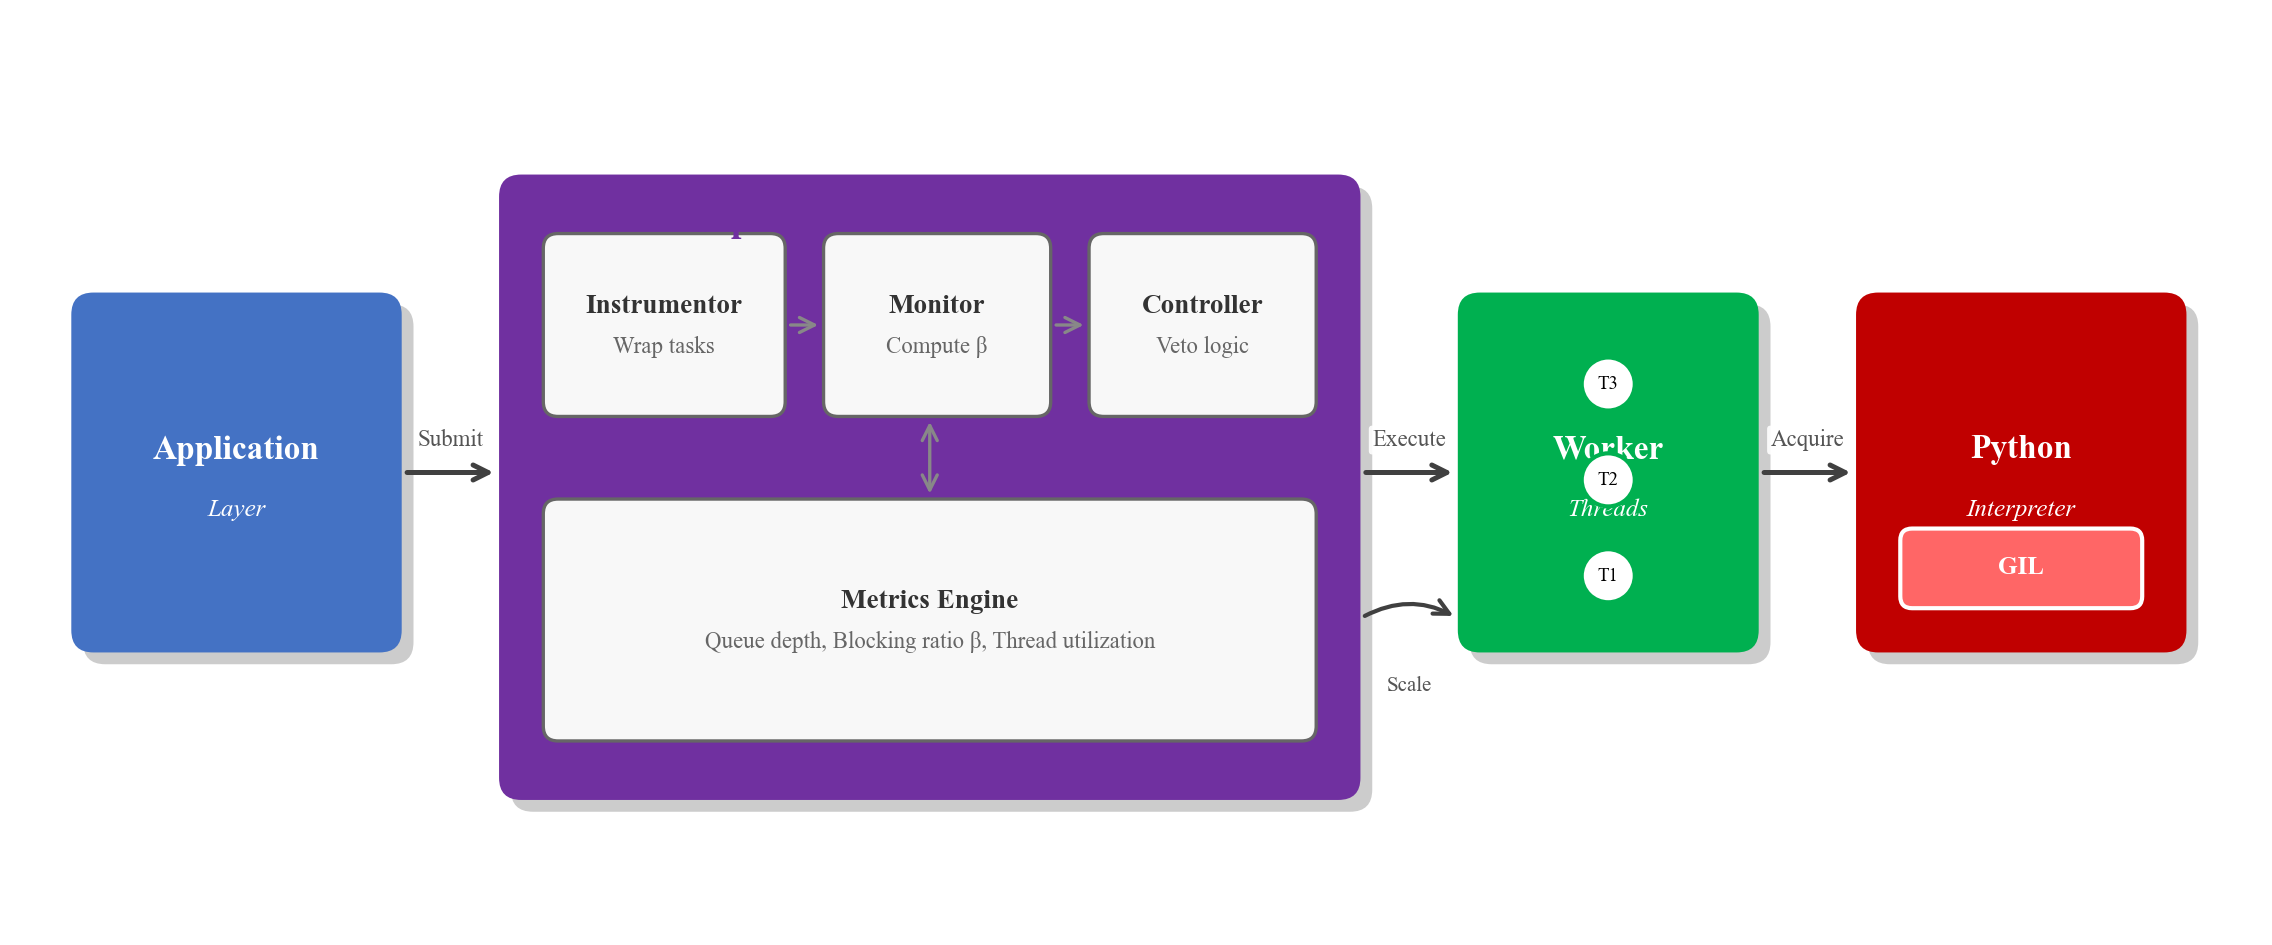 Application
Layer
Submit
Instrumentor
Wrap tasks
Monitor
Compute β
Controller
Veto logic
Metrics Engine
Queue depth, Blocking ratio β, Thread utilization
Execute
Scale
T3
Worker
T2
Threads
T1
Acquire
Python
Interpreter
GIL